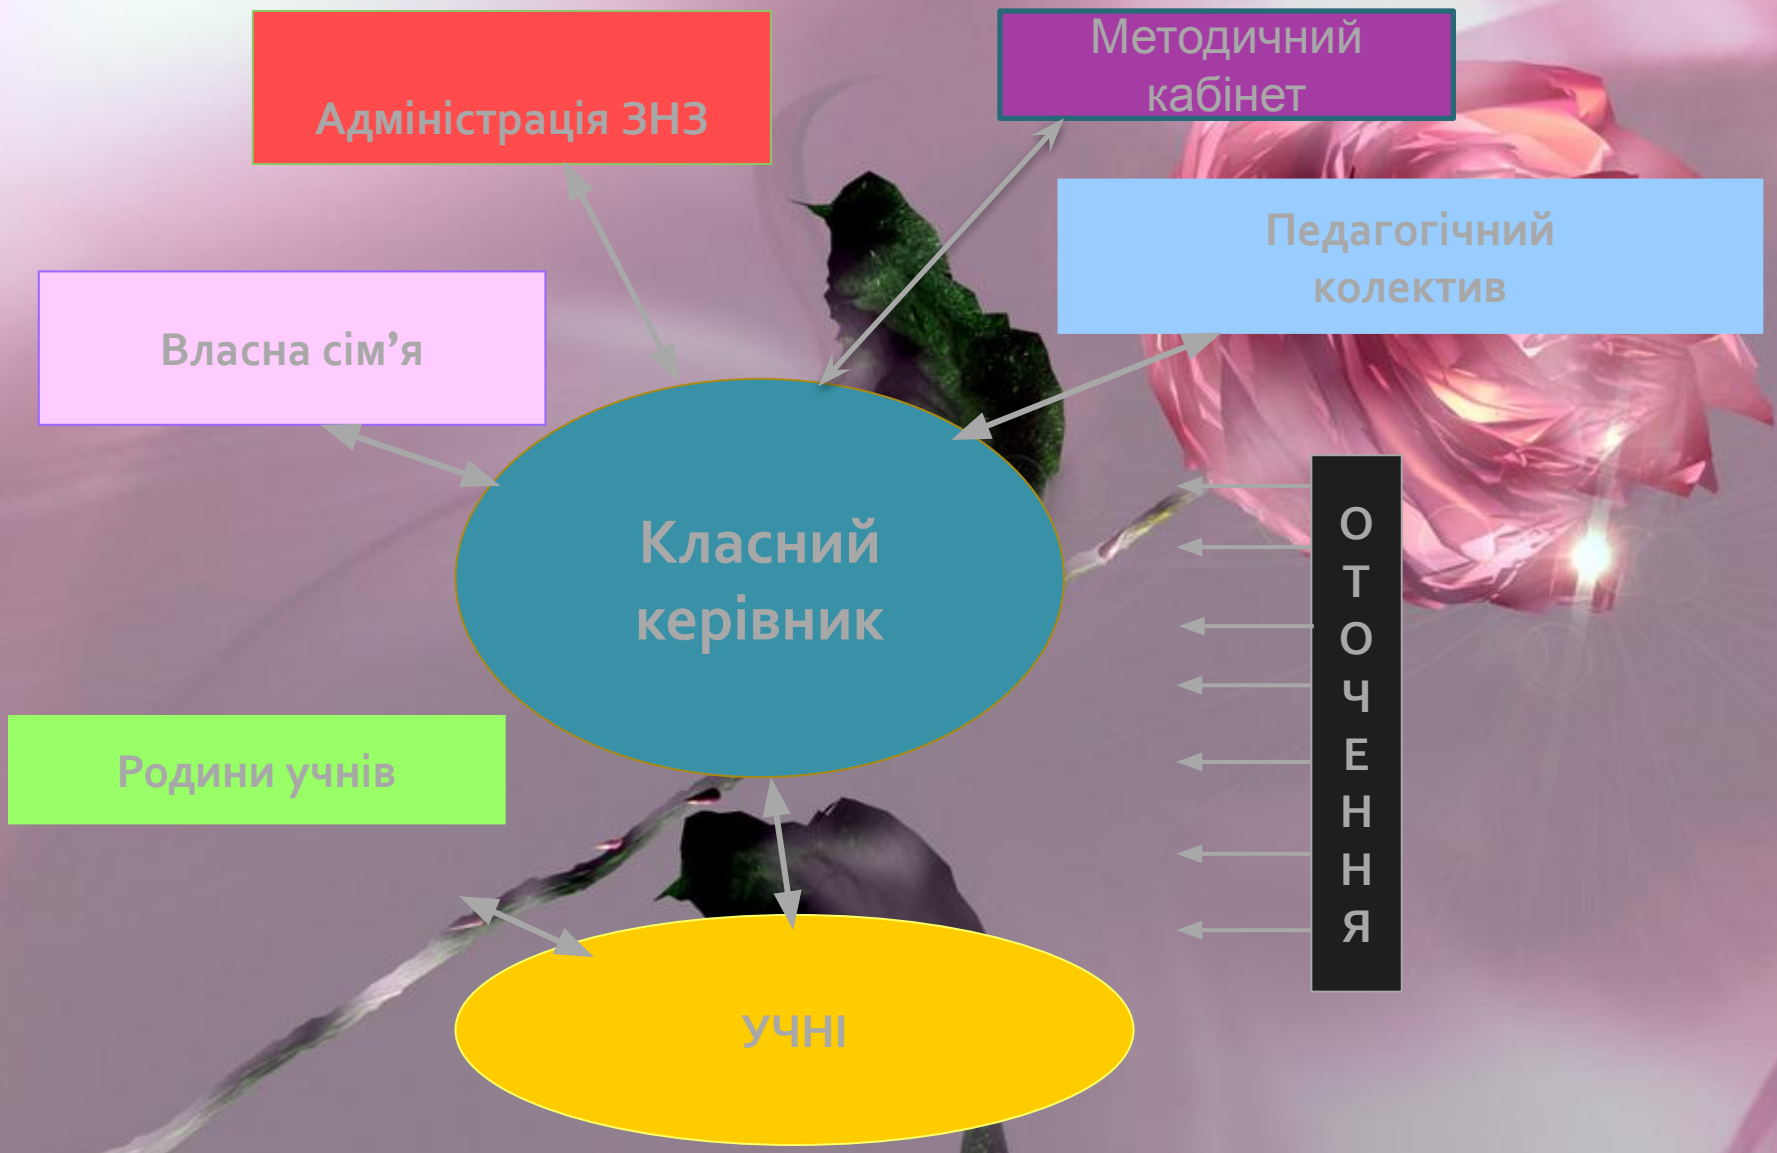 Адміністрація ЗНЗ
Методичний
кабінет
Педагогічний
колектив
Власна сім’я
Класний
керівник
О
Т
О
Ч
Е
Н
Н
Я
Родини учнів
УЧНІ